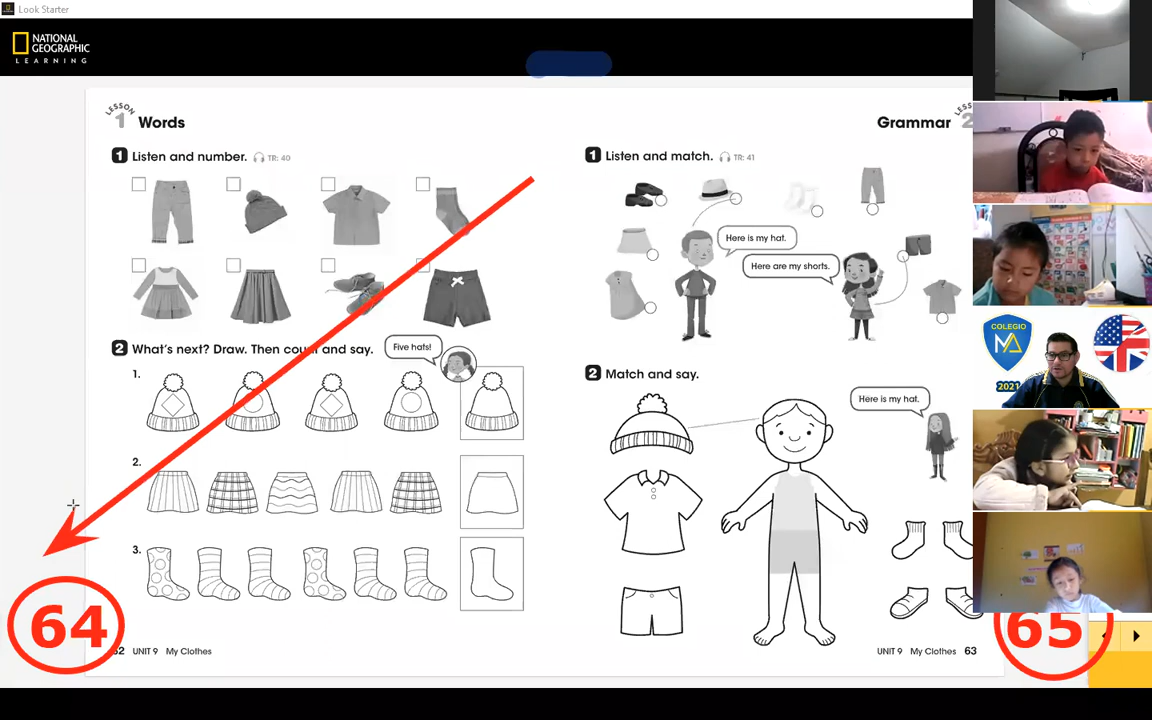 Look Starter
NATIONAL
GEOGRAPHIC
LEARNING
LESSON
1 Words
1 Listen and number. TR: 40
2 What's next? Draw. Then count and say.
Five hats!
1.
2.
3.
64
62 UNIT 9 My Clothes
Grammar
1 Listen and match. TR: 41
Here is my hat.
Here are my shorts.
2 Match and say.
Here is my hat.
UNIT 9 My Clothes 63
65
COLEGIO
MA
2021